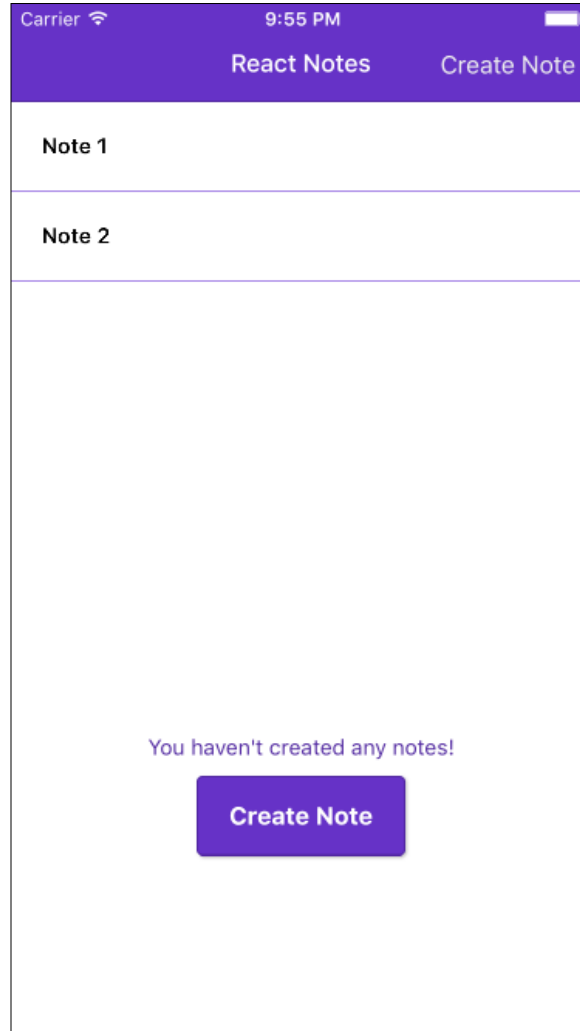 Carrier 9:55 PM
React Notes Create Note
Note 1
Note 2
You haven't created any notes!
Create Note